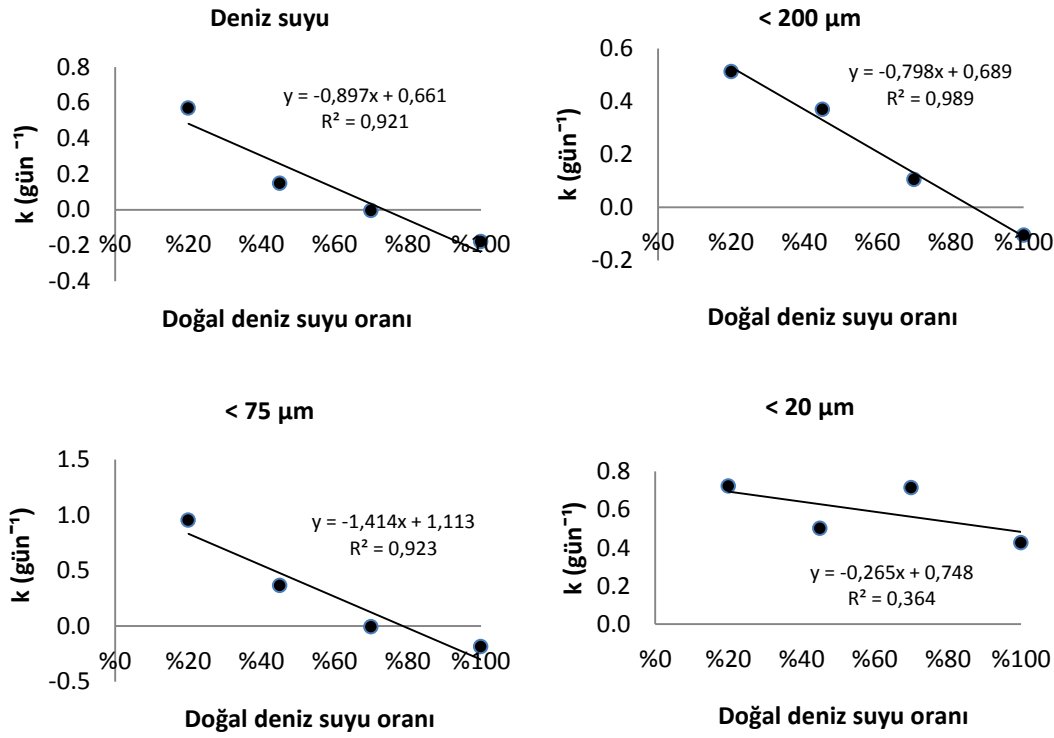 Deniz suyu
0.8
0.6
0.4
0.2
0.0
-0.2
-0.4
k (gün⁻¹)
y = -0,897x + 0,661
R² = 0,921
%0 %20 %40 %60 %80 %100
Doğal deniz suyu oranı
< 200 µm
0.6
0.4
0.2
0.0
-0.2
k (gün⁻¹)
y = -0,798x + 0,689
R² = 0,989
%0 %20 %40 %60 %80 %100
Doğal deniz suyu oranı
< 75 µm
1.5
1.0
0.5
0.0
-0.5
k (gün⁻¹)
y = -1,414x + 1,113
R² = 0,923
%0 %20 %40 %60 %80 %100
Doğal deniz suyu oranı
< 20 µm
0.8
0.6
0.4
0.2
0.0
k (gün⁻¹)
y = -0,265x + 0,748
R² = 0,364
%0 %20 %40 %60 %80 %100
Doğal deniz suyu oranı